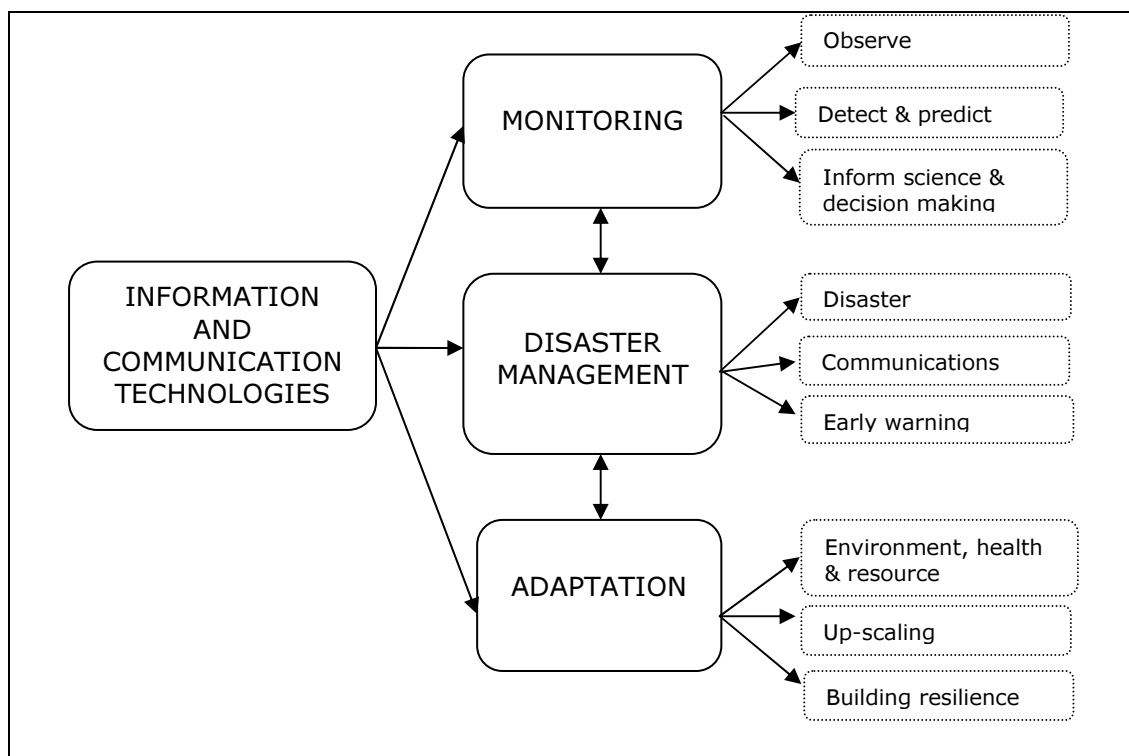 INFORMATION
AND
COMMUNICATION
TECHNOLOGIES
MONITORING
Observe
Detect & predict
Inform science &
decision making
DISASTER
MANAGEMENT
Disaster
Communications
Early warning
ADAPTATION
Environment, health
& resource
Up-scaling
Building resilience